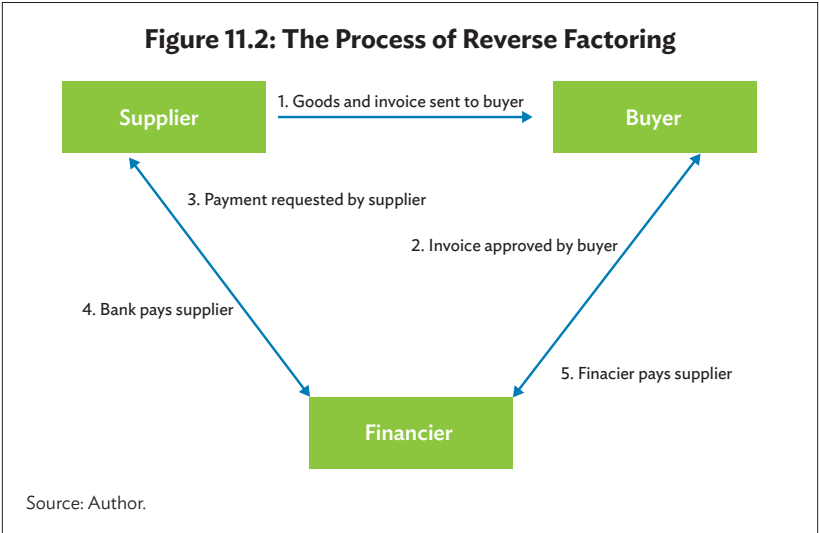 Figure 11.2: The Process of Reverse Factoring
Supplier
1. Goods and invoice sent to buyer
Buyer
3. Payment requested by supplier
2. Invoice approved by buyer
4. Bank pays supplier
5. Finacier pays supplier
Financier
Source: Author.